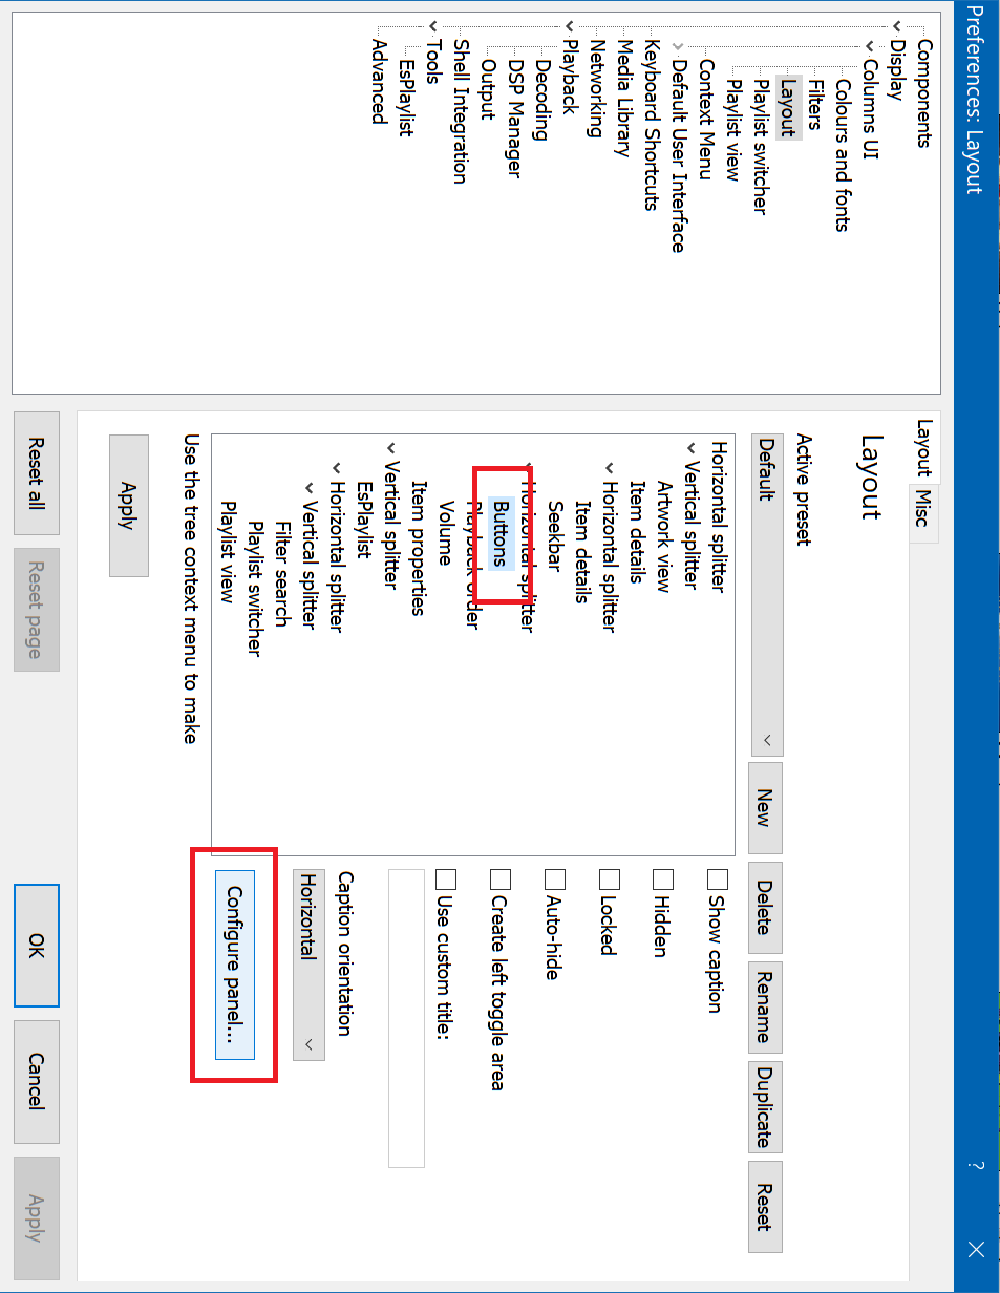 Preferences: Layout
?
Components
Display
Columns UI
Colours and fonts
Filters
Layout
Playlist switcher
Playlist view
Context Menu
Default User Interface
Keyboard Shortcuts
Media Library
Networking
Playback
Decoding
DSP Manager
Output
Shell Integration
Tools
EsPlaylist
Advanced
Layout Misc
Layout
Active preset
Default New Delete Rename Duplicate Reset
Horizontal splitter
Vertical splitter
Artwork view
Item details
Horizontal splitter
Item details
Seekbar
Horizontal splitter
Buttons
Playback order
Volume
Item properties
Vertical splitter
EsPlaylist
Horizontal splitter
Vertical splitter
Filter search
Playlist switcher
Playlist view
Show caption
Hidden
Locked
Auto-hide
Create left toggle area
Use custom title:
Caption orientation
Horizontal
Configure panel...
Use the tree context menu to make
Apply
Reset all Reset page OK Cancel Apply